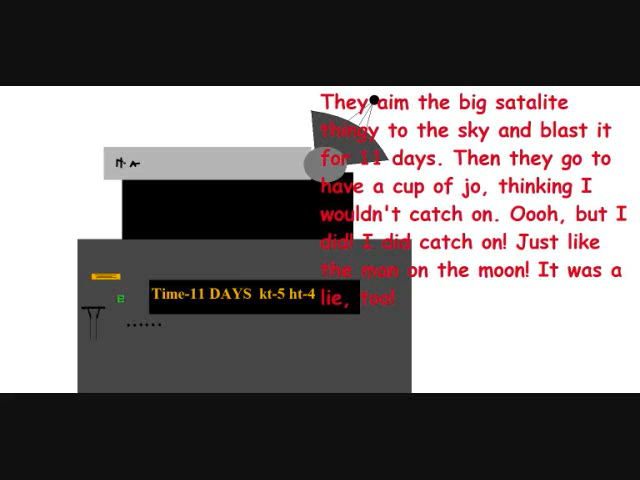 They aim the big satalite
thingy to the sky and blast it
for 11 days. Then they go to
have a cup of jo, thinking I
wouldn't catch on. Oooh, but I
did! I did catch on! Just like
the man on the moon! It was a
lie, too!
Time-11 DAYS kt-5 ht-4